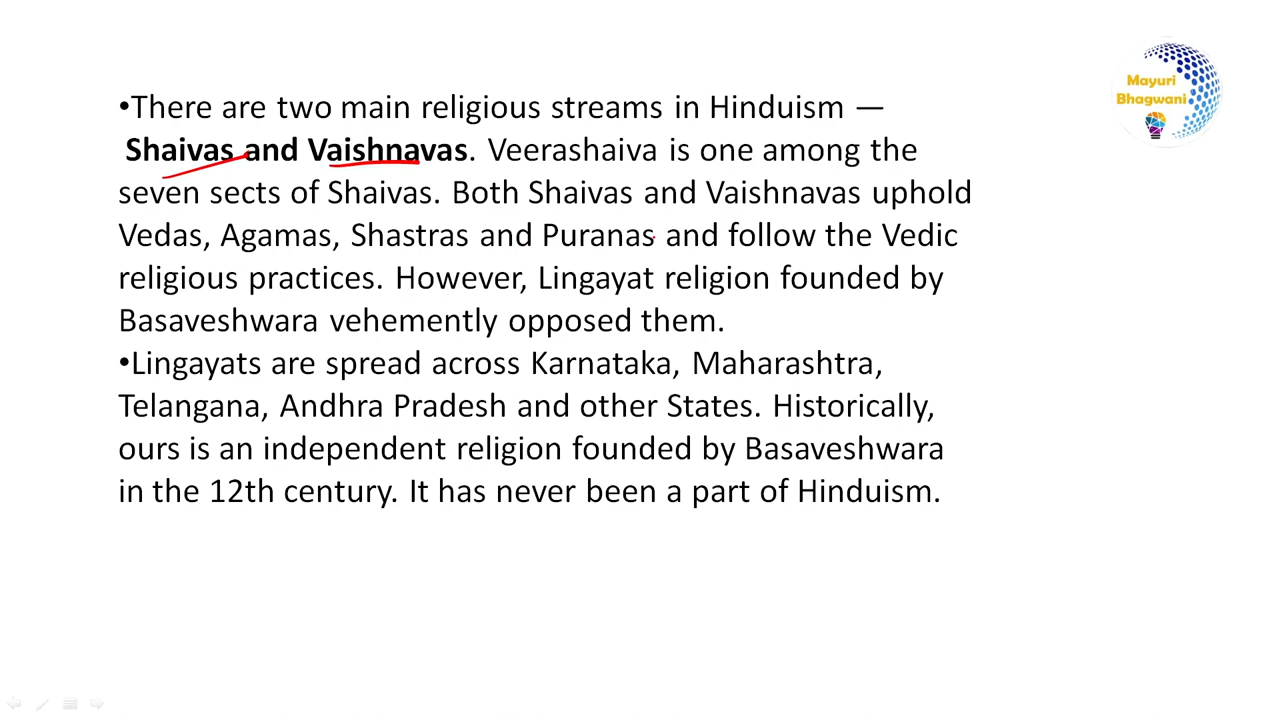 •There are two main religious streams in Hinduism —
Shaivas and Vaishnavas. Veerashaiva is one among the
seven sects of Shaivas. Both Shaivas and Vaishnavas uphold
Vedas, Agamas, Shastras and Puranas and follow the Vedic
religious practices. However, Lingayat religion founded by
Basaveshwara vehemently opposed them.
•Lingayats are spread across Karnataka, Maharashtra,
Telangana, Andhra Pradesh and other States. Historically,
ours is an independent religion founded by Basaveshwara
in the 12th century. It has never been a part of Hinduism.
Mayuri
Bhagwani